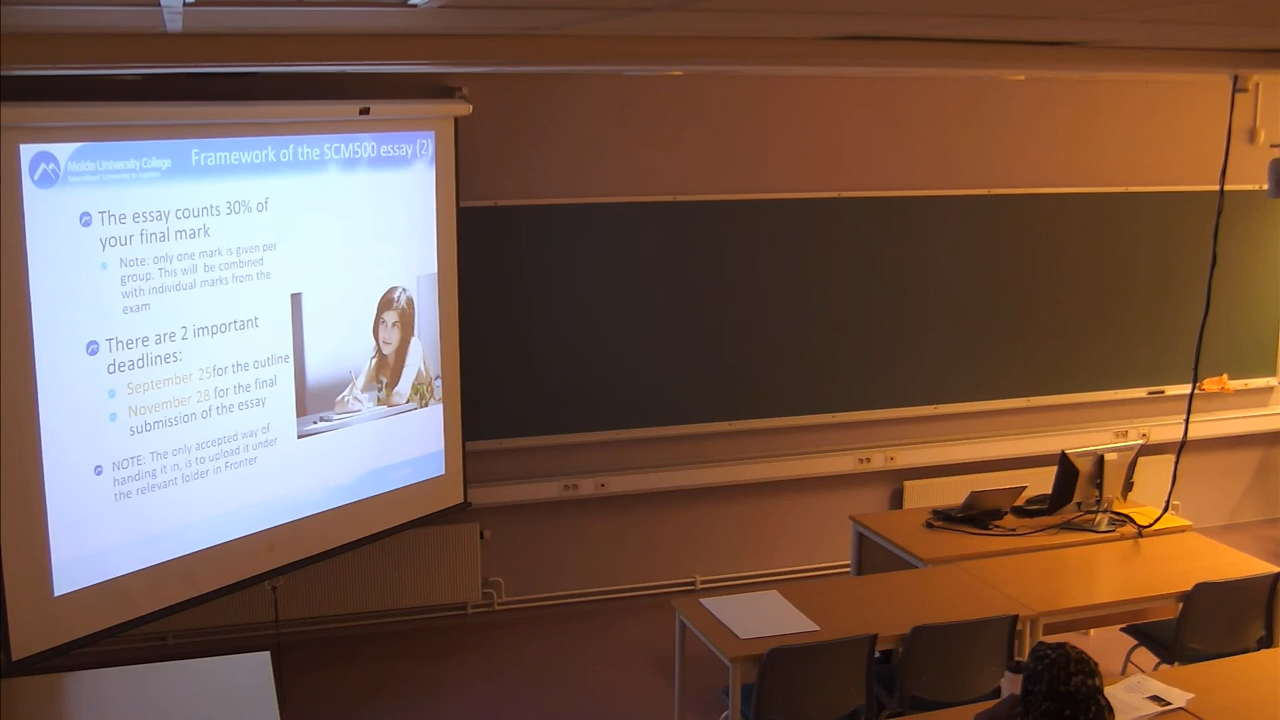 Molde University College
Specialized University in Logistics
Framework of the SCM500 essay (2)
The essay counts 30% of
your final mark
Note: only one mark is given per
group. This will be combined
with individual marks from the
exam
There are 2 important
deadlines:
September 25for the outline
November 28 for the final
submission of the essay
NOTE: The only accepted way of
handing it in, is to upload it under
the relevant folder in Fronter